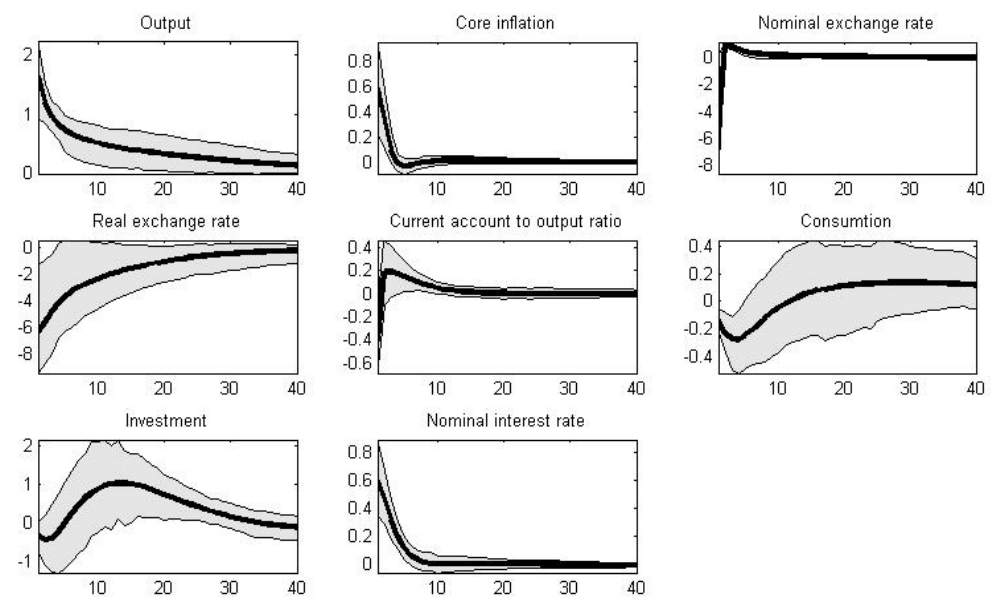 Output
2
1
0
10 20 30 40
Core inflation
0.8
0.6
0.4
0.2
0
10 20 30 40
Nominal exchange rate
0
-2
-4
-6
-8
10 20 30 40
Real exchange rate
0
-2
-4
-6
-8
10 20 30 40
Current account to output ratio
0.4
0.2
0
-0.2
-0.4
-0.6
10 20 30 40
Consumtion
0.4
0.2
0
-0.2
-0.4
10 20 30 40
Investment
2
1
0
-1
10 20 30 40
Nominal interest rate
0.8
0.6
0.4
0.2
0
10 20 30 40